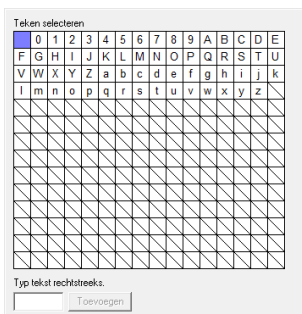 Teken selecteren
0 1 2 3 4 5 6 7 8 9 A B C D E
F G H I J K L M N O P Q R S T U
V W X Y Z a b c d e f g h i j k
l m n o p q r s t u v w x y z
Typ tekst rechtstreeks.
Toevoegen